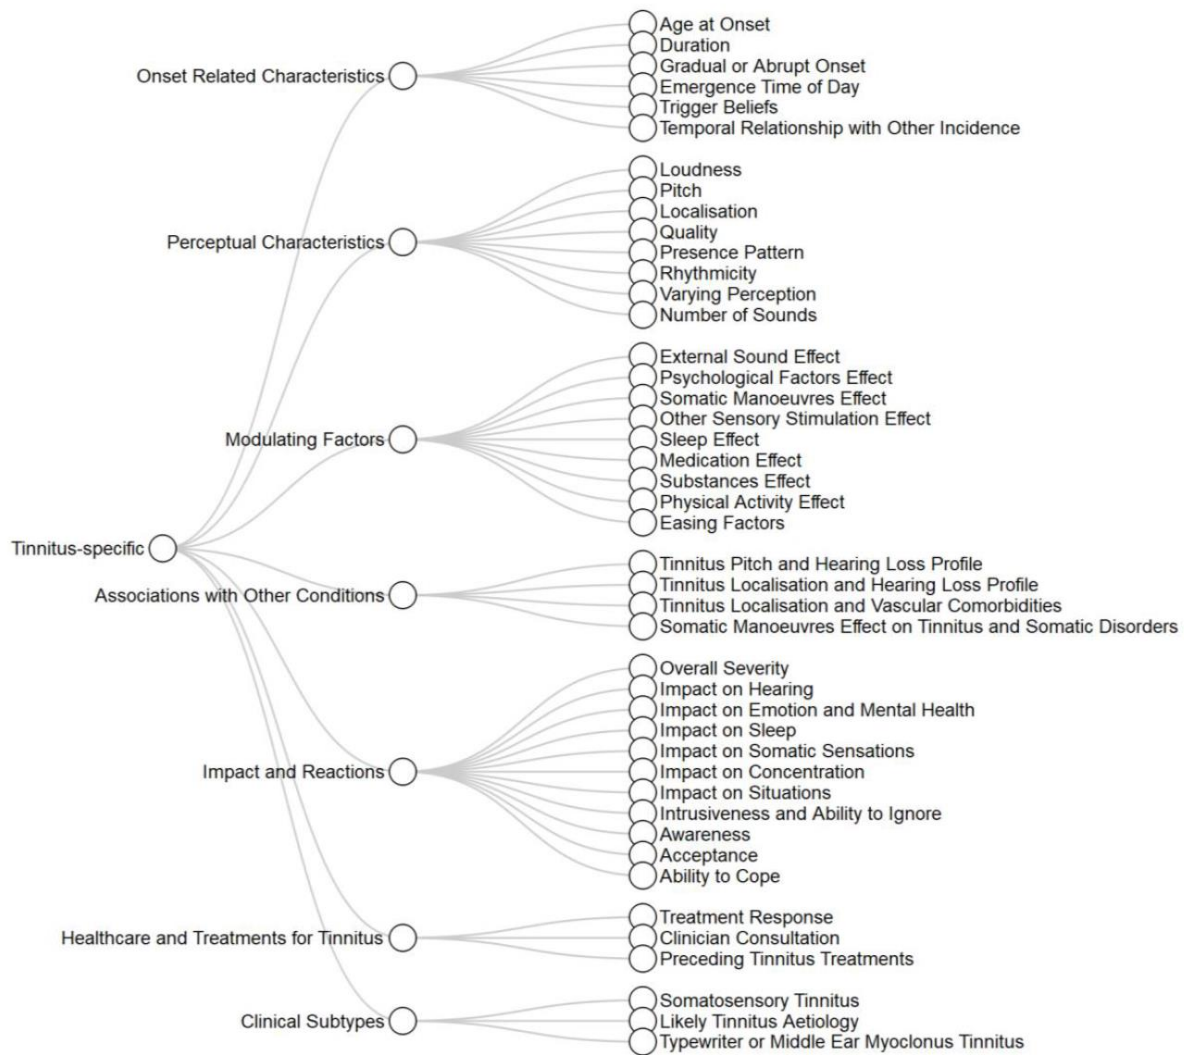 Tinnitus-specific
Onset Related Characteristics
Age at Onset
Duration
Gradual or Abrupt Onset
Emergence Time of Day
Trigger Beliefs
Temporal Relationship with Other Incidence
Perceptual Characteristics
Loudness
Pitch
Localisation
Quality
Presence Pattern
Rhythmicity
Varying Perception
Number of Sounds
Modulating Factors
External Sound Effect
Psychological Factors Effect
Somatic Manoeuvres Effect
Other Sensory Stimulation Effect
Sleep Effect
Medication Effect
Substances Effect
Physical Activity Effect
Easing Factors
Associations with Other Conditions
Tinnitus Pitch and Hearing Loss Profile
Tinnitus Localisation and Hearing Loss Profile
Tinnitus Localisation and Vascular Comorbidities
Somatic Manoeuvres Effect on Tinnitus and Somatic Disorders
Impact and Reactions
Overall Severity
Impact on Hearing
Impact on Emotion and Mental Health
Impact on Sleep
Impact on Somatic Sensations
Impact on Concentration
Impact on Situations
Intrusiveness and Ability to Ignore
Awareness
Acceptance
Ability to Cope
Healthcare and Treatments for Tinnitus
Treatment Response
Clinician Consultation
Preceding Tinnitus Treatments
Clinical Subtypes
Somatosensory Tinnitus
Likely Tinnitus Aetiology
Typewriter or Middle Ear Myoclonus Tinnitus